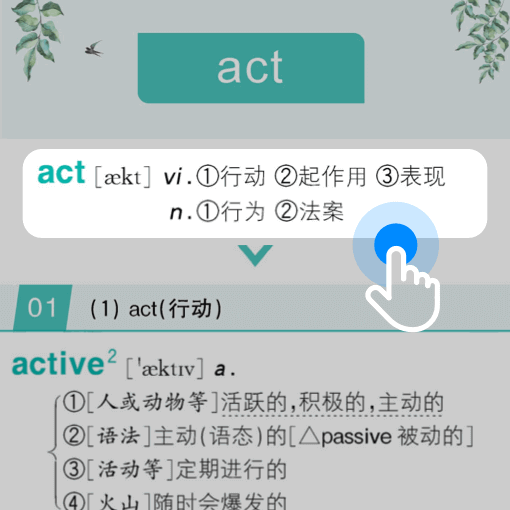 act
act [ækt] vi.①行动 ②起作用 ③表现
n.①行为 ②法案
01 (1) act(行动)
active² ['æktɪv] a.
①[人或动物等]活跃的,积极的,主动的
②[语法]主动(语态)的[△passive 被动的]
③[活动等]定期进行的
④[火山]随时会爆发的